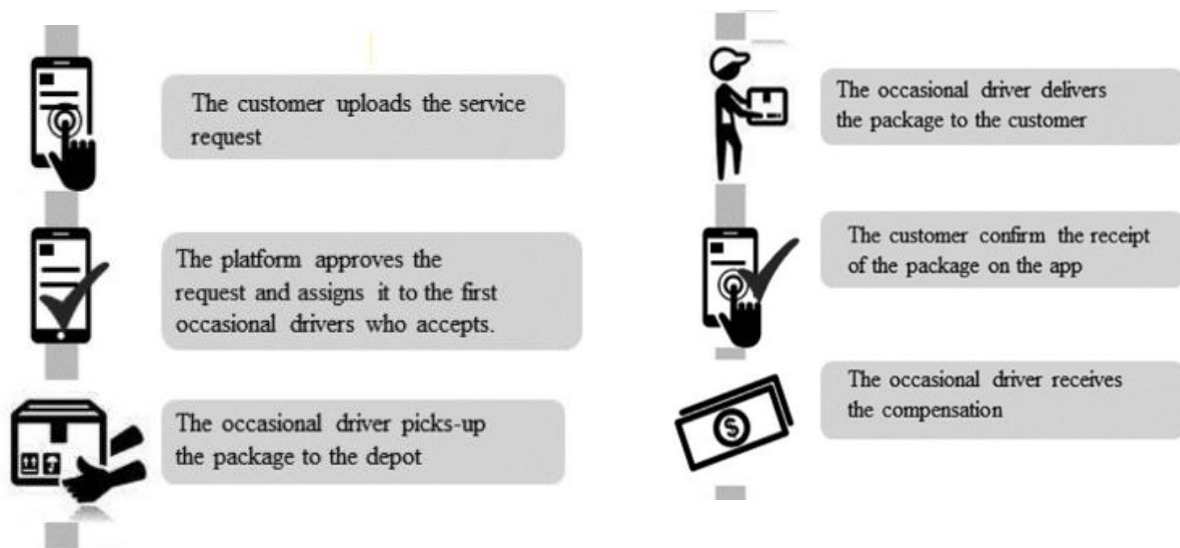 The customer uploads the service
request
The platform approves the
request and assigns it to the first
occasional drivers who accepts.
The occasional driver picks-up
the package to the depot
The occasional driver delivers
the package to the customer
The customer confirm the receipt
of the package on the app
The occasional driver receives
the compensation
$